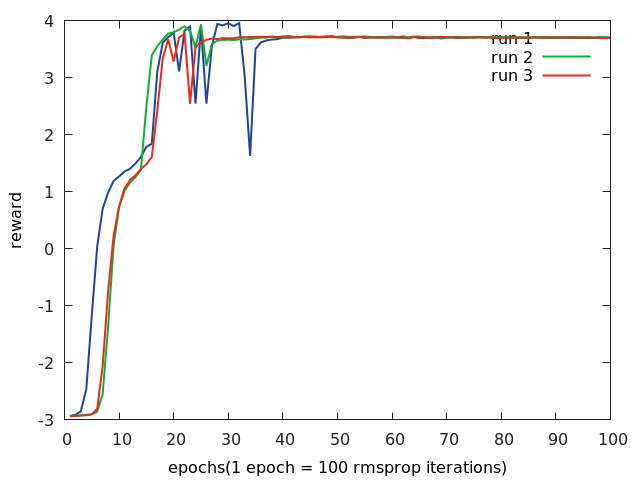 4
3
2
1
0
-1
-2
-3
reward
run 1
run 2
run 3
0 10 20 30 40 50 60 70 80 90 100
epochs(1 epoch = 100 rmsprop iterations)